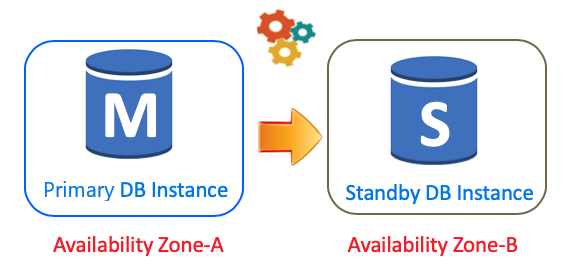 M
S
Primary DB Instance
Standby DB Instance
Availability Zone-A
Availability Zone-B